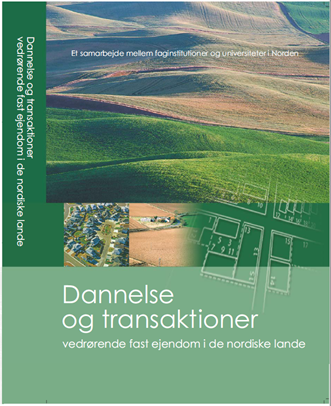 Dannelse og transaktioner
vedrørende fast ejendom i de nordiske lande
Et samarbejde mellem faginstitutioner og universiteter i Norden
Dannelse
og transaktioner
vedrørende fast ejendom i de nordiske lande